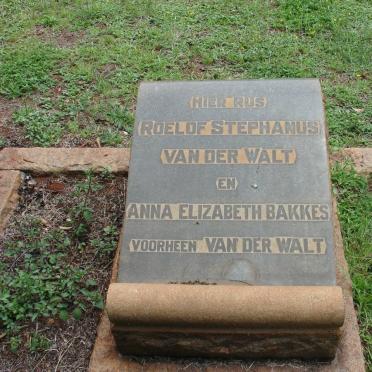 HIER RUS
ROELOF STEPHANUS
VAN DER WALT
EN
ANNA ELIZABETH BAKKES
VOORHEEN VAN DER WALT